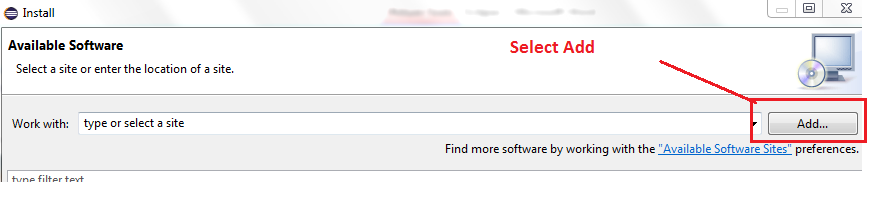 Install
Available Software
Select a site or enter the location of a site.
Select Add
Work with: type or select a site Add...
Find more software by working with the "Available Software Sites" preferences.
type filter text